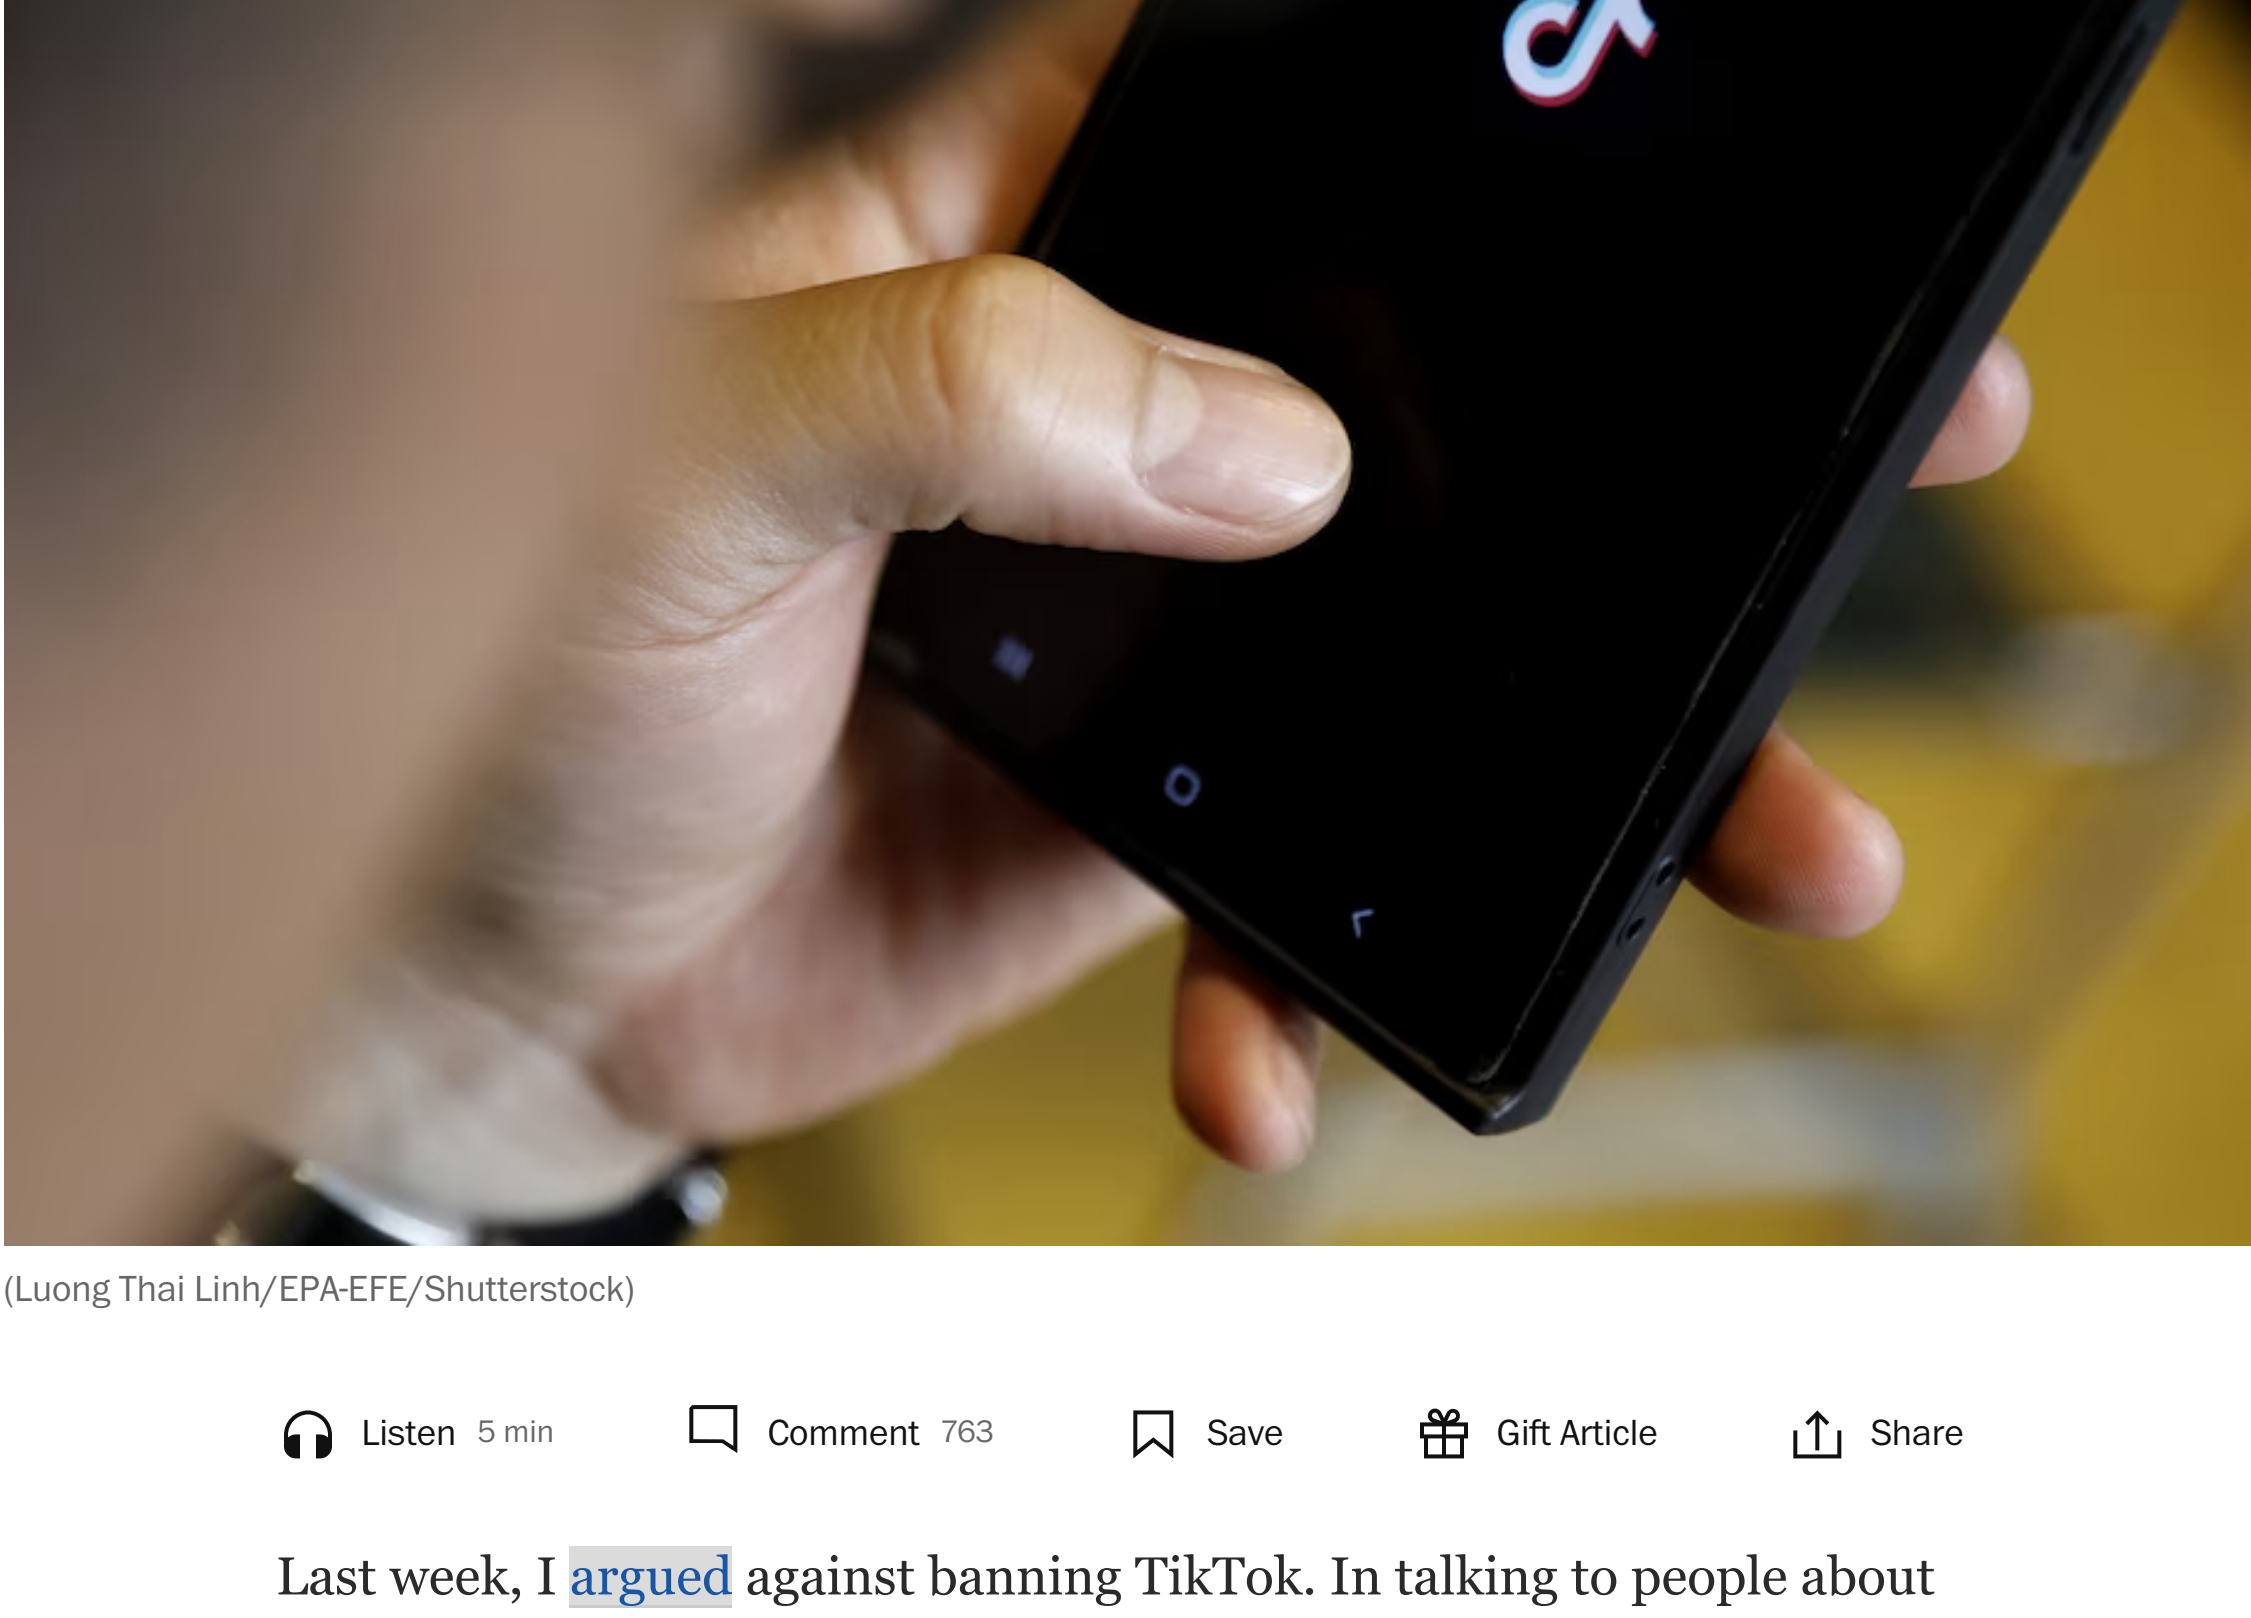 (Luong Thai Linh/EPA-EFE/Shutterstock)
Listen 5 min Comment 763 Save Gift Article Share
Last week, I argued against banning TikTok. In talking to people about